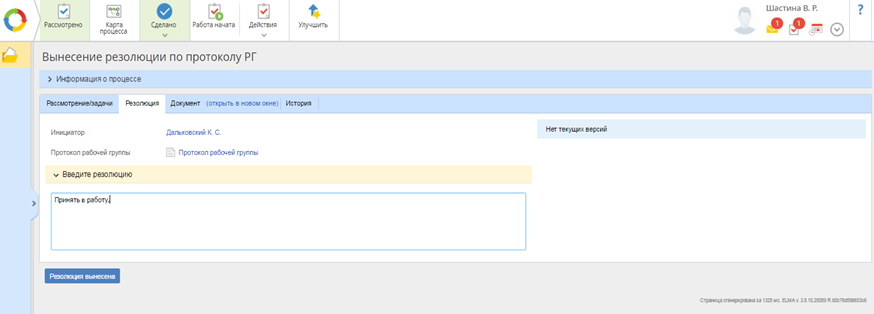 Рассмотрено
Карта процесса
Сделано
Работа начата
Действия
Улучшить
Шастина В. Р.
1
1
?
Вынесение резолюции по протоколу РГ
Информация о процессе
Рассмотрение/задачи Резолюция Документ (открыть в новом окне) История
Инициатор Дальковский К. С.
Нет текущих версий
Протокол рабочей группы Протокол рабочей группы
Введите резолюцию
Принять в работу.
Резолюция вынесена
Страница сгенерирована за 1325 мс. ELMA v.